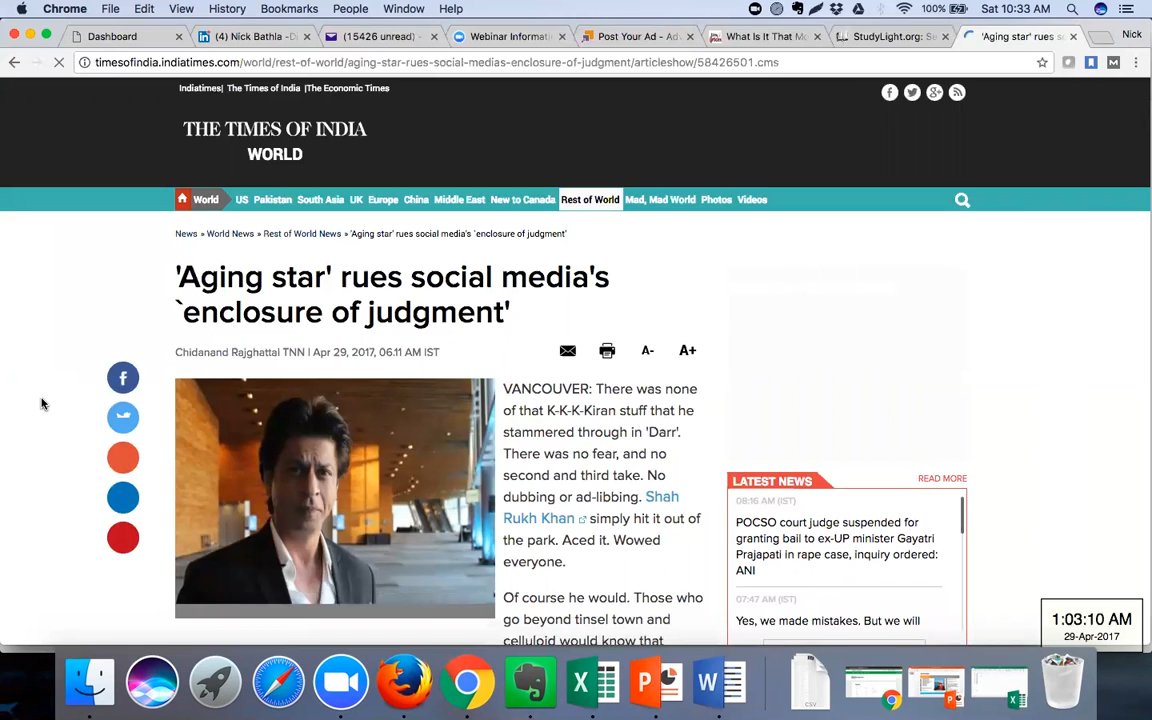 Chrome File Edit View History Bookmarks People Window Help 100% Sat 10:33 AM
Dashboard (4) Nick Bathla - (15426 unread) - Webinar Informati Post Your Ad - Adv What Is It That Mo StudyLight.org: Se 'Aging star' rues s Nick
timesofindia.indiatimes.com/world/rest-of-world/aging-star-rues-social-medias-enclosure-of-judgment/articleshow/58426501.cms
Indiatimes| The Times of India |The Economic Times
THE TIMES OF INDIA
WORLD
World US Pakistan South Asia UK Europe China Middle East New to Canada Rest of World Mad, Mad World Photos Videos
News » World News » Rest of World News » 'Aging star' rues social media's `enclosure of judgment'
'Aging star' rues social media's
`enclosure of judgment'
Chidanand Rajghattal TNN | Apr 29, 2017, 06.11 AM IST
A- A+
VANCOUVER: There was none
of that K-K-K-Kiran stuff that he
stammered through in 'Darr'.
There was no fear, and no
second and third take. No
dubbing or ad-libbing. Shah
Rukh Khan simply hit it out of
the park. Aced it. Wowed
everyone.
Of course he would. Those who
go beyond tinsel town and
celluloid would know that
LATEST NEWS READ MORE
08:16 AM (IST)
POCSO court judge suspended for
granting bail to ex-UP minister Gayatri
Prajapati in rape case, inquiry ordered:
ANI
07:47 AM (IST)
Yes, we made mistakes. But we will
1:03:10 AM
29-Apr-2017
CSV